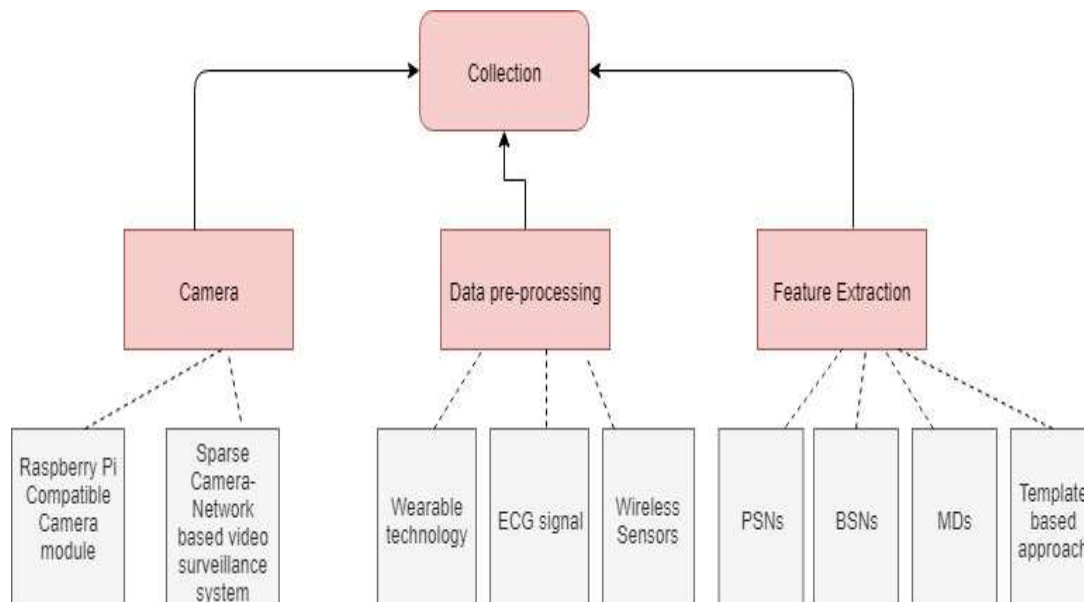 Collection
Camera
Data pre-processing
Feature Extraction
Raspberry Pi
Compatible
Camera
module
Sparse
Camera-
Network
based video
surveillance
system
Wearable
technology
ECG signal
Wireless
Sensors
PSNs
BSNs
MDs
Template
based
approach